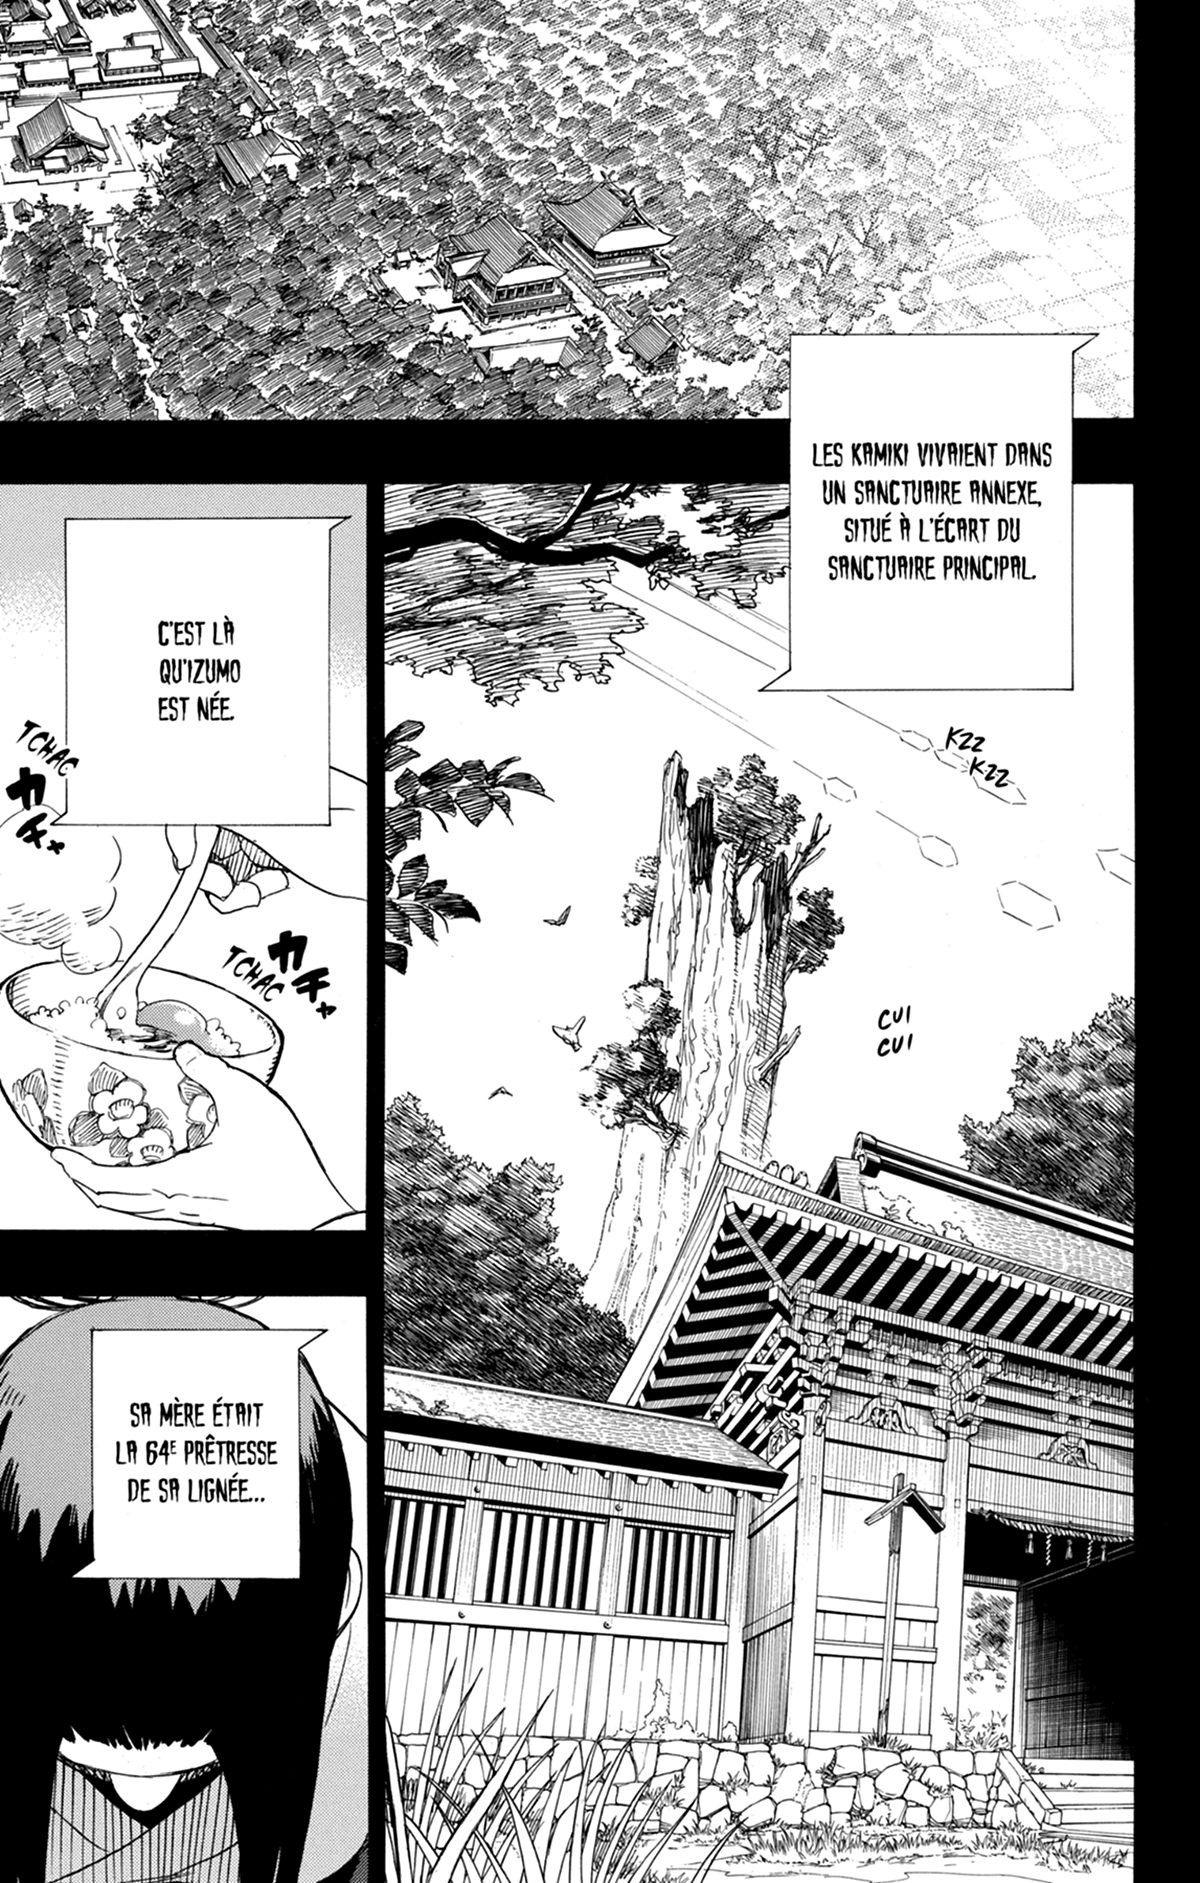 LES KAMIKI VIVAIENT DANS
UN SANCTUAIRE ANNEXE,
SITUÉ À L'ÉCART DU
SANCTUAIRE PRINCIPAL.
KZZ
KZZ
CUI
CUI
C'EST LÀ
QU'IZUMO
EST NÉE.
TCHAC
カチャ
TCHAC
カチャ
SA MÈRE ÉTAIT
LA 64E PRÊTRESSE
DE SA LIGNÉE...